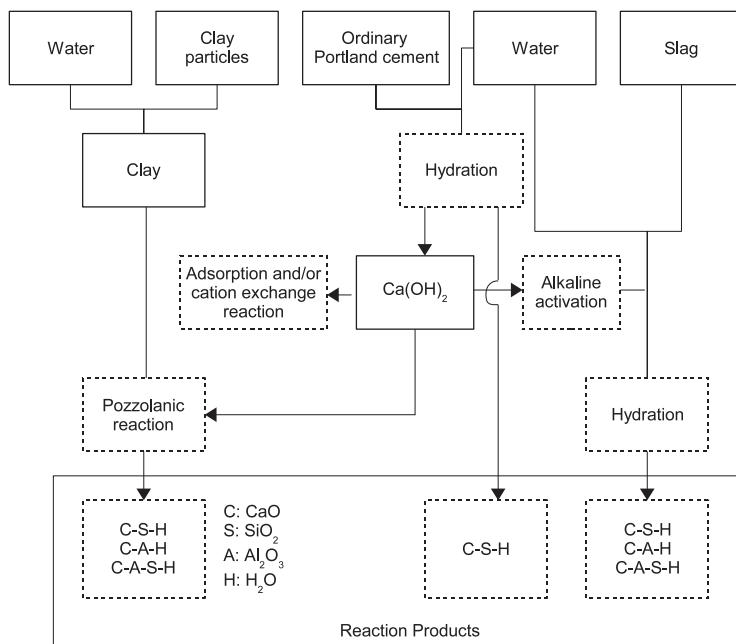 Water
Clay
particles
Ordinary
Portland cement
Water
Slag
Clay
Hydration
Adsorption and/or
cation exchange
reaction
Ca(OH)₂
Alkaline
activation
Pozzolanic
reaction
Hydration
C-S-H
C-A-H
C-A-S-H
C: CaO
S: SiO₂
A: Al₂O₃
H: H₂O
C-S-H
C-S-H
C-A-H
C-A-S-H
Reaction Products